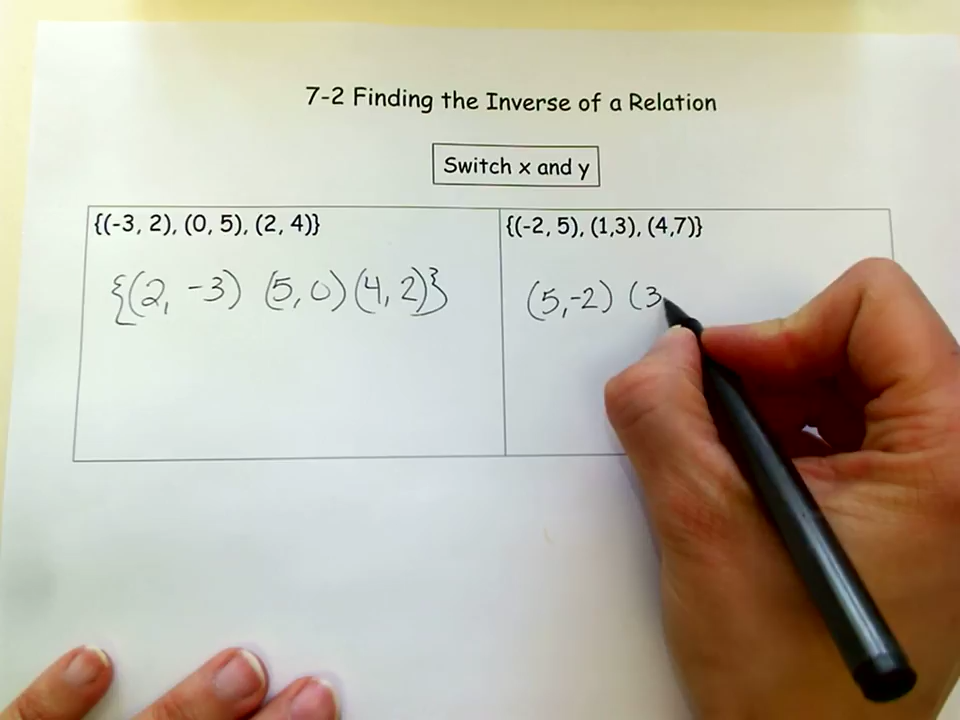 7-2 Finding the Inverse of a Relation
Switch x and y
{(-3, 2), (0, 5), (2, 4)}
{(2, -3) (5, 0) (4, 2)}
{(-2, 5), (1,3), (4,7)}
(5,-2) (3